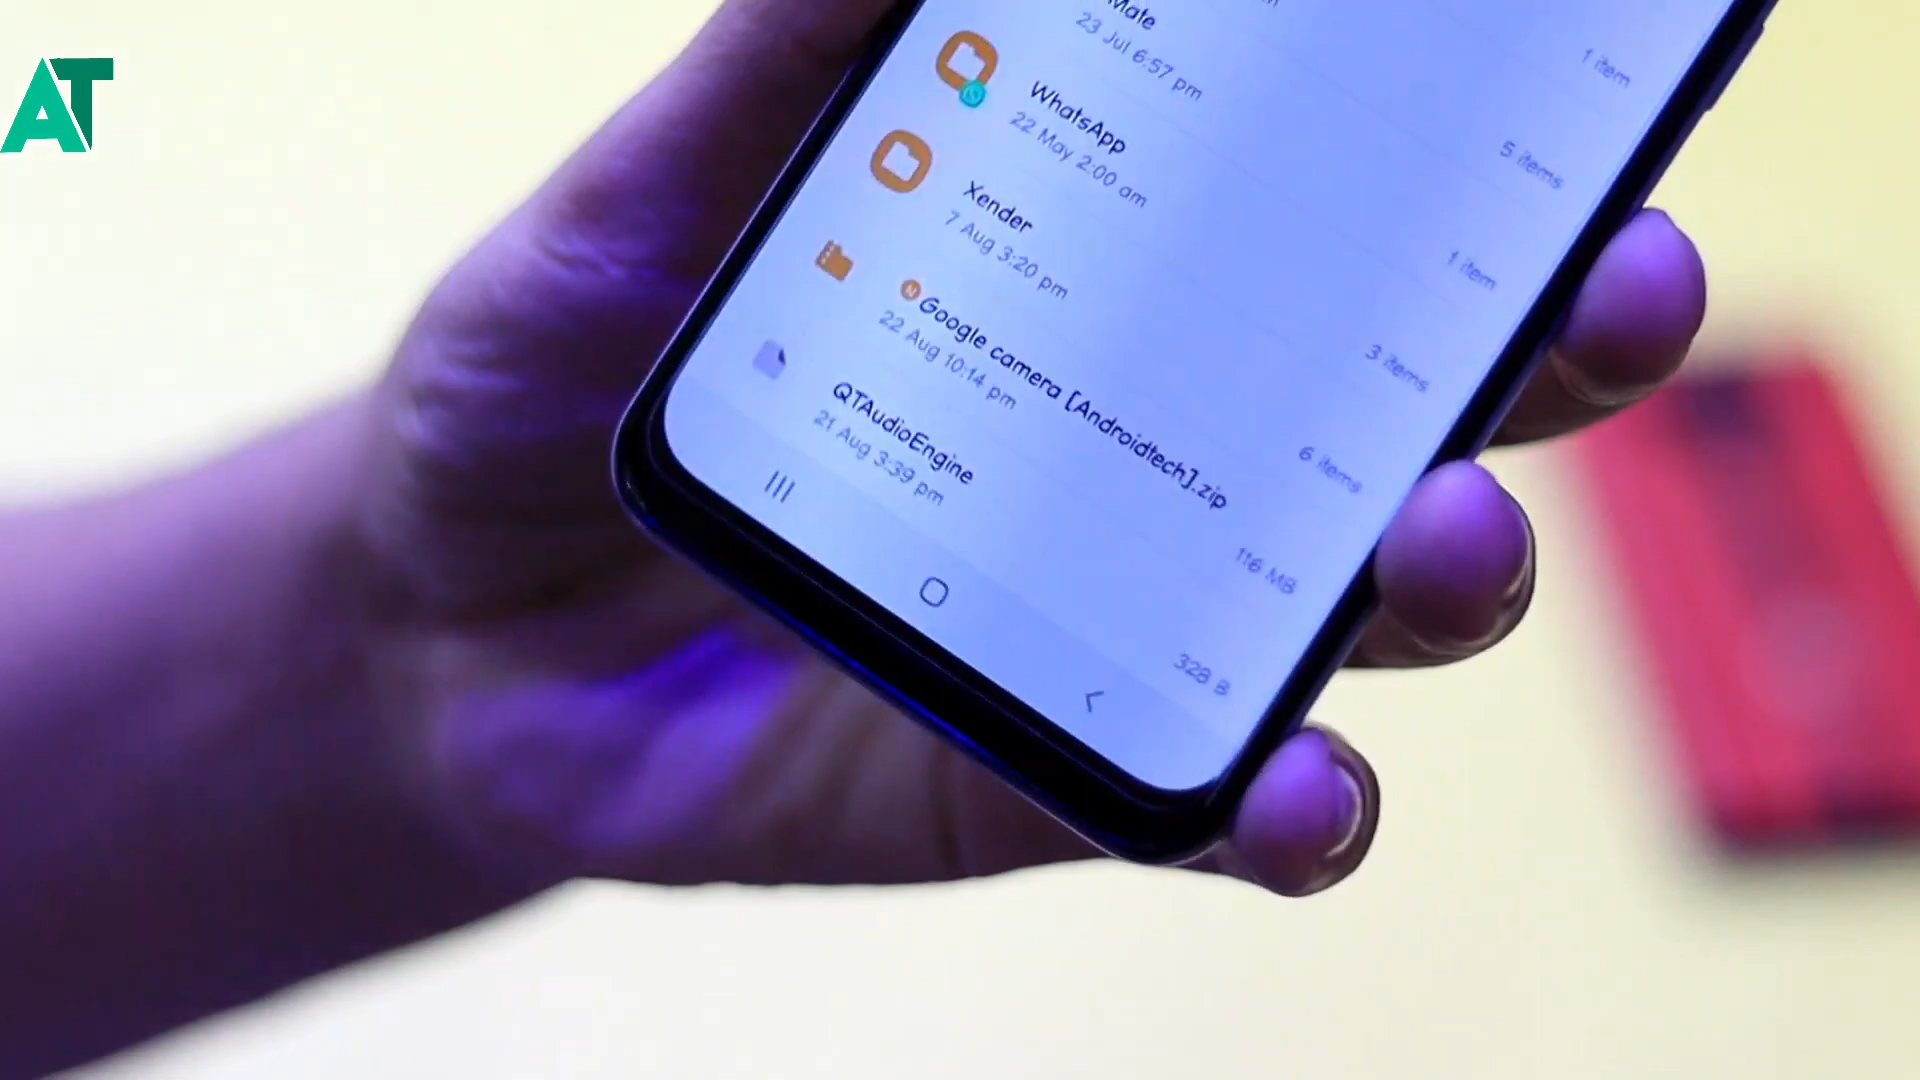 AT
Mate
23 Jul 6:57 pm
1 item
WhatsApp
22 May 2:00 am
5 items
Xender
7 Aug 3:20 pm
1 item
3 items
N Google camera [Androidtech].zip
22 Aug 10:14 pm
6 items
QTAudioEngine
21 Aug 3:39 pm
116 MB
328 B